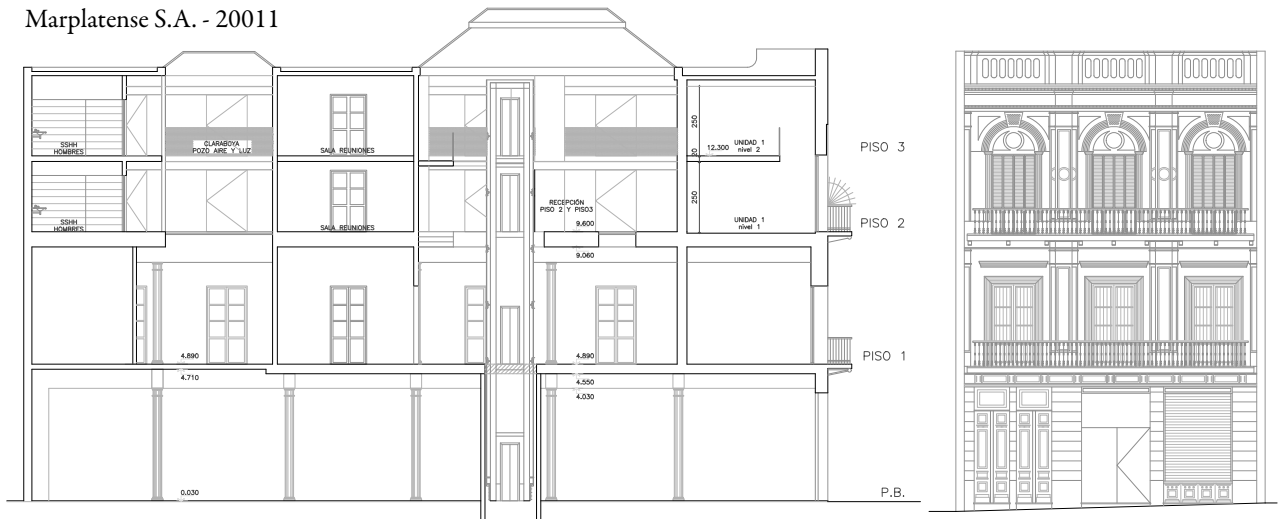 Marplatense S.A. - 20011
SSHH
HOMBRES
CLARABOYA
POZO AIRE Y LUZ
SALA REUNIONES
250
20
12.300
UNIDAD 1
nivel 2
PISO 3
SSHH
HOMBRES
SALA REUNIONES
RECEPCIÓN
PISO 2 Y PISO3
9.600
9.060
250
UNIDAD 1
nivel 1
PISO 2
4.890
4.710
4.890
4.550
4.030
PISO 1
0.030
P.B.